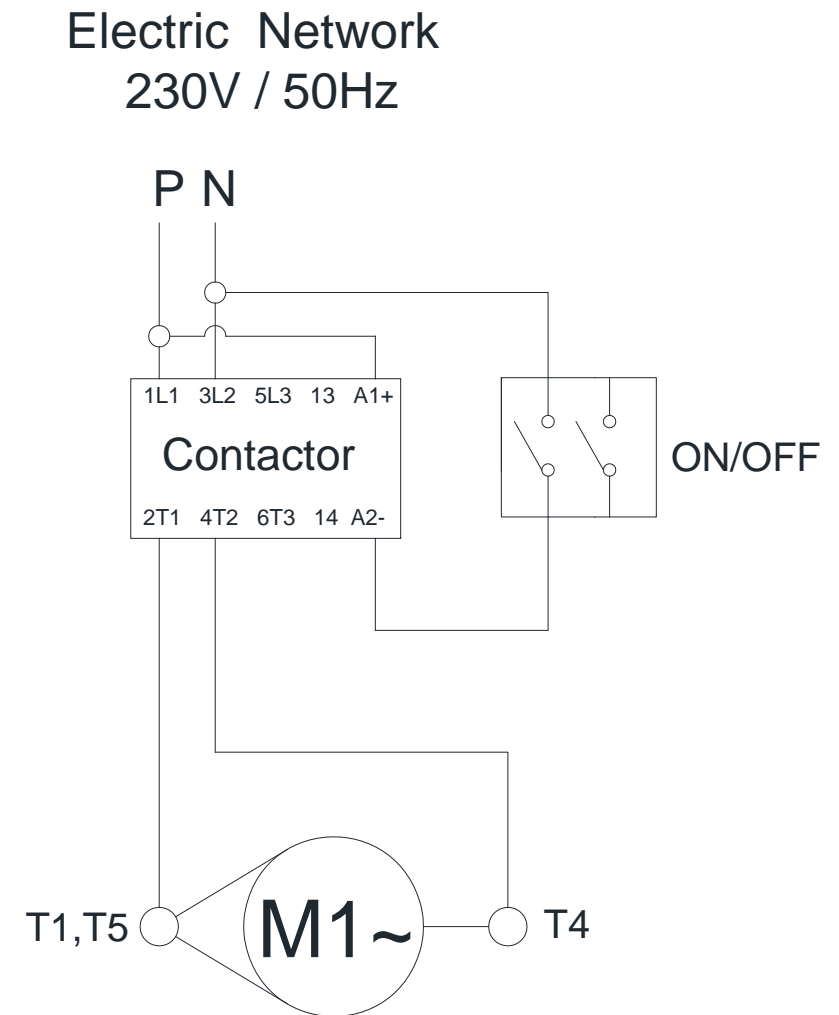 Electric Network
230V / 50Hz
P N
1L1 3L2 5L3 13 A1+
Contactor
ON/OFF
2T1 4T2 6T3 14 A2-
T1,T5
M1~
T4